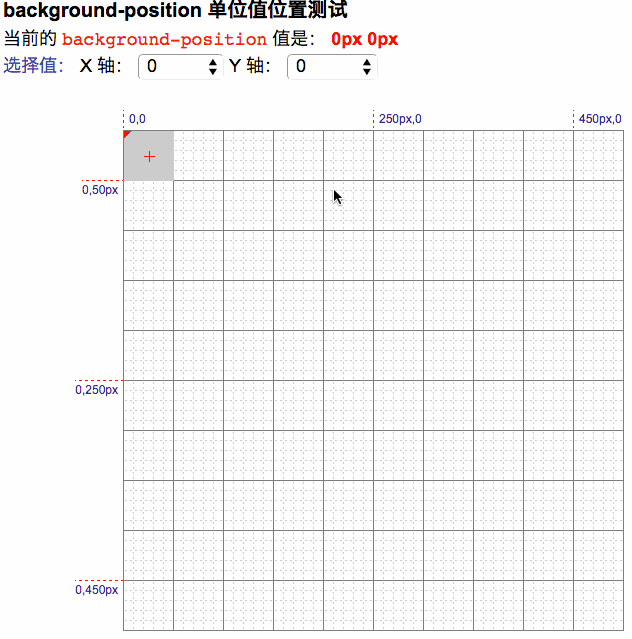 background-position 单位值位置测试
当前的 background-position 值是： 0px 0px
选择值： X 轴： 0 Y 轴： 0
0,0 250px,0 450px,0
0,50px
0,250px
0,450px